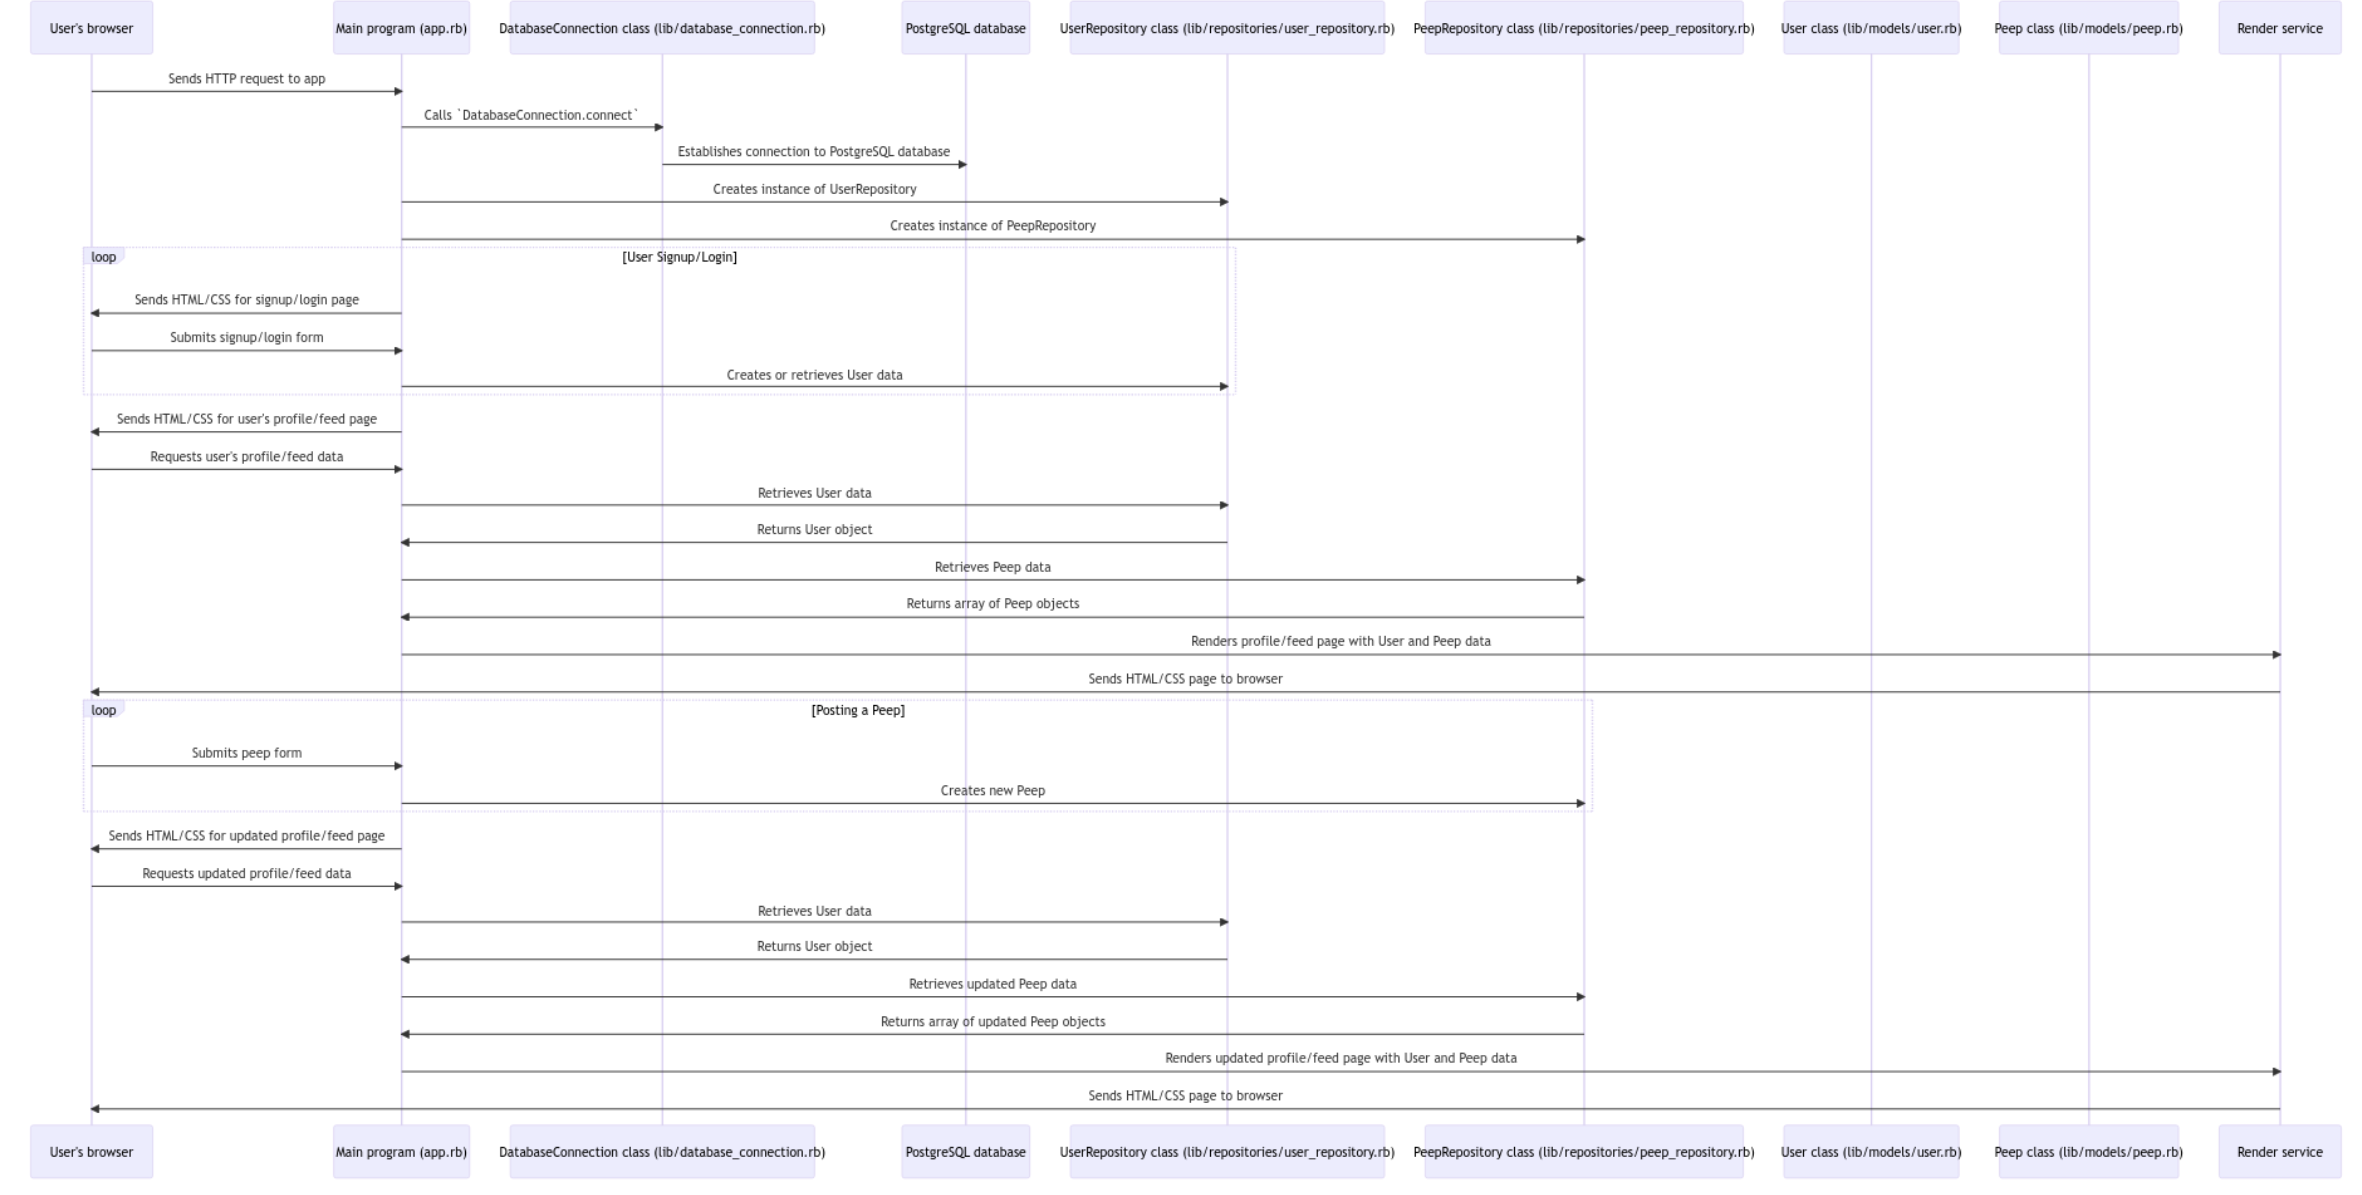 User's browser
Main program (app.rb)
DatabaseConnection class (lib/database_connection.rb)
PostgreSQL database
UserRepository class (lib/repositories/user_repository.rb)
PeepRepository class (lib/repositories/peep_repository.rb)
User class (lib/models/user.rb)
Peep class (lib/models/peep.rb)
Render service
Sends HTTP request to app
Calls `DatabaseConnection.connect`
Establishes connection to PostgreSQL database
Creates instance of UserRepository
Creates instance of PeepRepository
loop
[User Signup/Login]
Sends HTML/CSS for signup/login page
Submits signup/login form
Creates or retrieves User data
Sends HTML/CSS for user's profile/feed page
Requests user's profile/feed data
Retrieves User data
Returns User object
Retrieves Peep data
Returns array of Peep objects
Renders profile/feed page with User and Peep data
Sends HTML/CSS page to browser
loop
[Posting a Peep]
Submits peep form
Creates new Peep
Sends HTML/CSS for updated profile/feed page
Requests updated profile/feed data
Retrieves User data
Returns User object
Retrieves updated Peep data
Returns array of updated Peep objects
Renders updated profile/feed page with User and Peep data
Sends HTML/CSS page to browser
User's browser
Main program (app.rb)
DatabaseConnection class (lib/database_connection.rb)
PostgreSQL database
UserRepository class (lib/repositories/user_repository.rb)
PeepRepository class (lib/repositories/peep_repository.rb)
User class (lib/models/user.rb)
Peep class (lib/models/peep.rb)
Render service